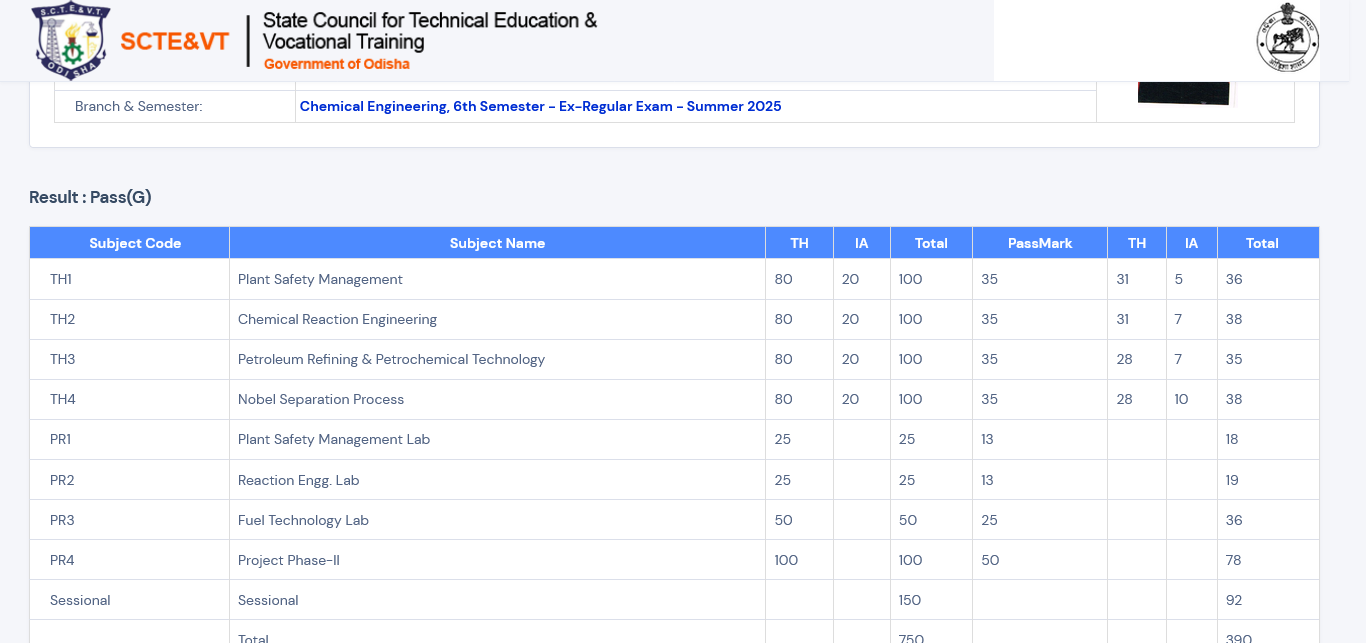 S.C.T.E.&V.T.
ODISHA
SCTE&VT
State Council for Technical Education &
Vocational Training
Government of Odisha
Branch & Semester: Chemical Engineering, 6th Semester - Ex-Regular Exam - Summer 2025
Result : Pass(G)
Subject Code Subject Name TH IA Total PassMark TH IA Total
TH1 Plant Safety Management 80 20 100 35 31 5 36
TH2 Chemical Reaction Engineering 80 20 100 35 31 7 38
TH3 Petroleum Refining & Petrochemical Technology 80 20 100 35 28 7 35
TH4 Nobel Separation Process 80 20 100 35 28 10 38
PR1 Plant Safety Management Lab 25 25 13 18
PR2 Reaction Engg. Lab 25 25 13 19
PR3 Fuel Technology Lab 50 50 25 36
PR4 Project Phase-II 100 100 50 78
Sessional Sessional 150 92
Total 750 390